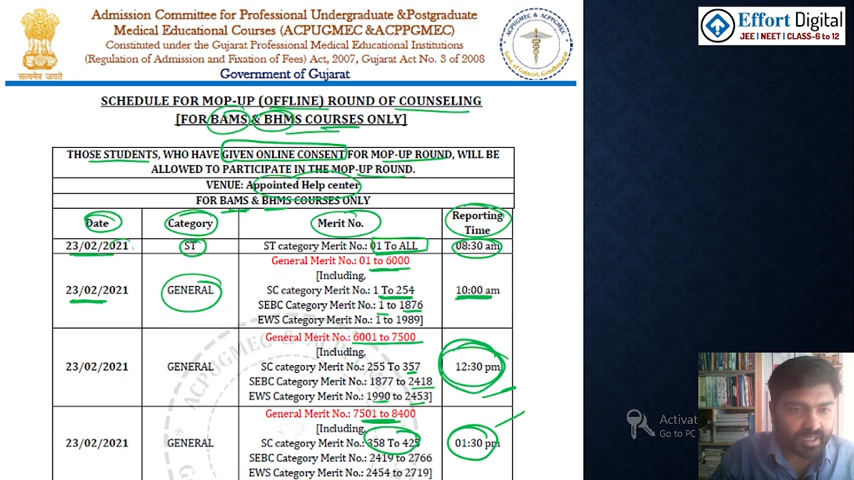 Admission Committee for Professional Undergraduate &Postgraduate
Medical Educational Courses (ACPUGMEC &ACPPGMEC)
Constituted under the Gujarat Professional Medical Educational Institutions
(Regulation of Admission and Fixation of Fees) Act, 2007, Gujarat Act No. 3 of 2008
Government of Gujarat
Effort Digital
JEE | NEET | CLASS-6 to 12
SCHEDULE FOR MOP-UP (OFFLINE) ROUND OF COUNSELING
[FOR BAMS & BHMS COURSES ONLY]
THOSE STUDENTS, WHO HAVE GIVEN ONLINE CONSENT FOR MOP-UP ROUND, WILL BE
ALLOWED TO PARTICIPATE IN THE MOP-UP ROUND.
VENUE: Appointed Help center
FOR BAMS & BHMS COURSES ONLY
Date Category Merit No. Reporting Time
23/02/2021 ST ST category Merit No.: 01 To ALL 08:30 am
General Merit No.: 01 to 6000
[Including,
23/02/2021 GENERAL SC category Merit No.: 1 To 254 10:00 am
SEBC Category Merit No.: 1 to 1876
EWS Category Merit No.: 1 to 1989]
General Merit No.: 6001 to 7500
[Including,
23/02/2021 GENERAL SC category Merit No.: 255 To 357 12:30 pm
SEBC Category Merit No.: 1877 to 2418
EWS Category Merit No.: 1990 to 2453]
General Merit No.: 7501 to 8400
[Including,
23/02/2021 GENERAL SC category Merit No.: 358 To 425 01:30 pm
SEBC Category Merit No.: 2419 to 2766
EWS Category Merit No.: 2454 to 2719]
ACPUGMEC &
Activat
Go to PC